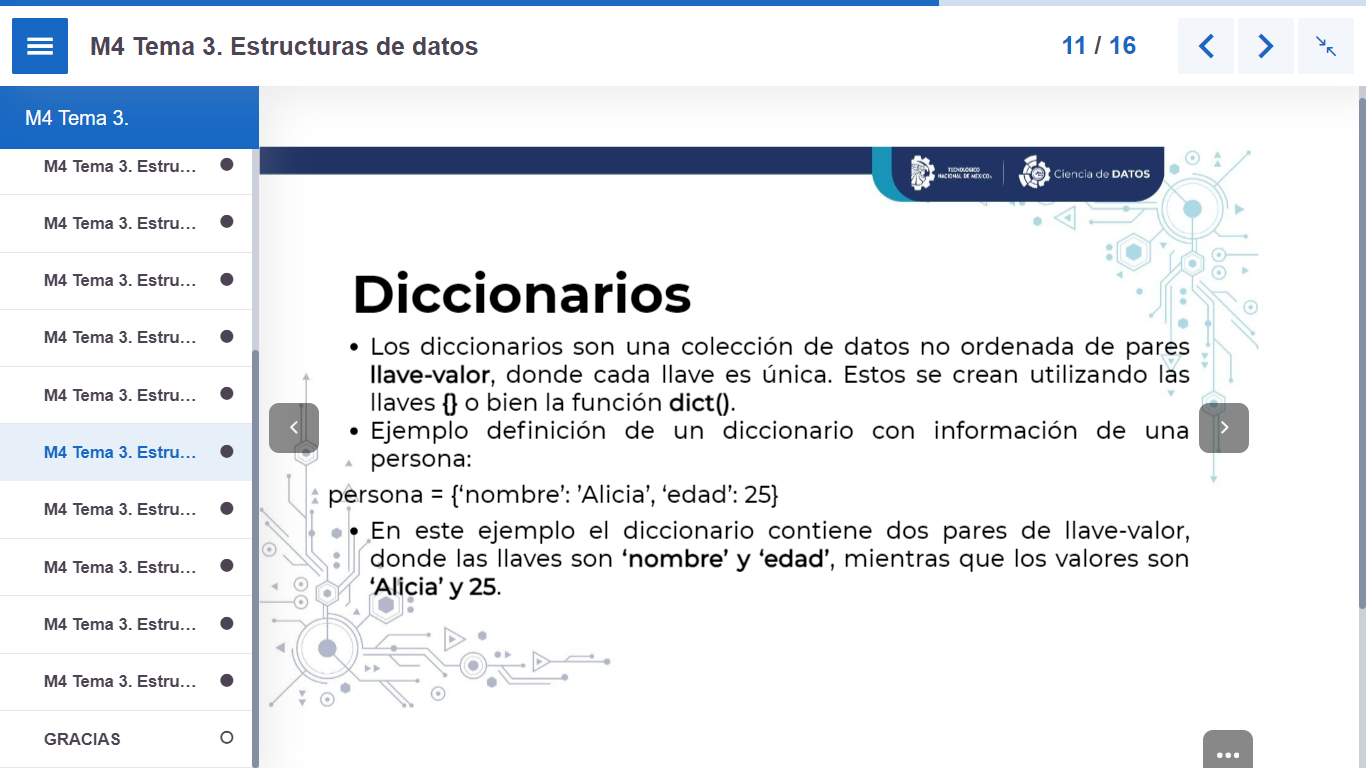 M4 Tema 3. Estructuras de datos
11 / 16
M4 Tema 3.
M4 Tema 3. Estru...
M4 Tema 3. Estru...
M4 Tema 3. Estru...
M4 Tema 3. Estru...
M4 Tema 3. Estru...
M4 Tema 3. Estru...
M4 Tema 3. Estru...
M4 Tema 3. Estru...
M4 Tema 3. Estru...
M4 Tema 3. Estru...
GRACIAS
TECNOLÓGICO
NACIONAL DE MÉXICO®
Ciencia de DATOS
Diccionarios
• Los diccionarios son una colección de datos no ordenada de pares
llave-valor, donde cada llave es única. Estos se crean utilizando las
llaves {} o bien la función dict().
• Ejemplo definición de un diccionario con información de una
persona:
persona = {‘nombre’: ’Alicia’, ‘edad’: 25}
• En este ejemplo el diccionario contiene dos pares de llave-valor,
donde las llaves son ‘nombre’ y ‘edad’, mientras que los valores son
‘Alicia’ y 25.